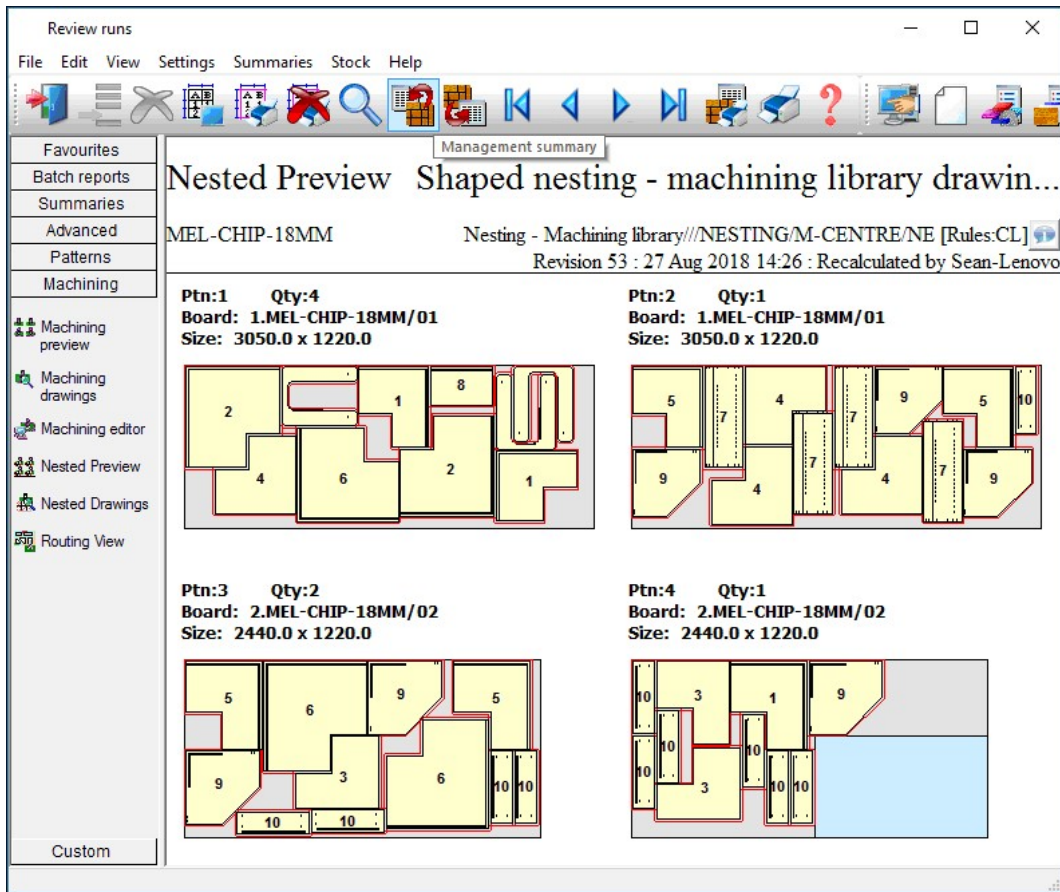 Review runs
File Edit View Settings Summaries Stock Help
Management summary
Favourites
Batch reports
Summaries
Advanced
Patterns
Machining
Machining
preview
Machining
drawings
Machining editor
Nested Preview
Nested Drawings
Routing View
Custom
Nested Preview Shaped nesting - machining library drawin...
MEL-CHIP-18MM Nesting - Machining library///NESTING/M-CENTRE/NE [Rules:CL]
Revision 53 : 27 Aug 2018 14:26 : Recalculated by Sean-Lenovo
Ptn:1 Qty:4
Board: 1.MEL-CHIP-18MM/01
Size: 3050.0 x 1220.0
2 1 8
4 6 2 1
Ptn:2 Qty:1
Board: 1.MEL-CHIP-18MM/01
Size: 3050.0 x 1220.0
5 7 4 7 9 5 10
9 4 7 4 7 9
Ptn:3 Qty:2
Board: 2.MEL-CHIP-18MM/02
Size: 2440.0 x 1220.0
5 6 9 5
9 3 6 10 10
10 10
Ptn:4 Qty:1
Board: 2.MEL-CHIP-18MM/02
Size: 2440.0 x 1220.0
10 3 1 9
10 10 3 10 10 10